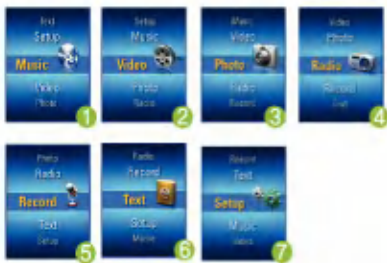 Text
Setup
Music
Video
Photo
1
Setup
Music
Video
Photo
Radio
2
Music
Video
Photo
Radio
Record
3
Video
Photo
Radio
Record
Text
4
Photo
Radio
Record
Text
Setup
5
Radio
Record
Text
Setup
Music
6
Record
Text
Setup
Music
Video
7